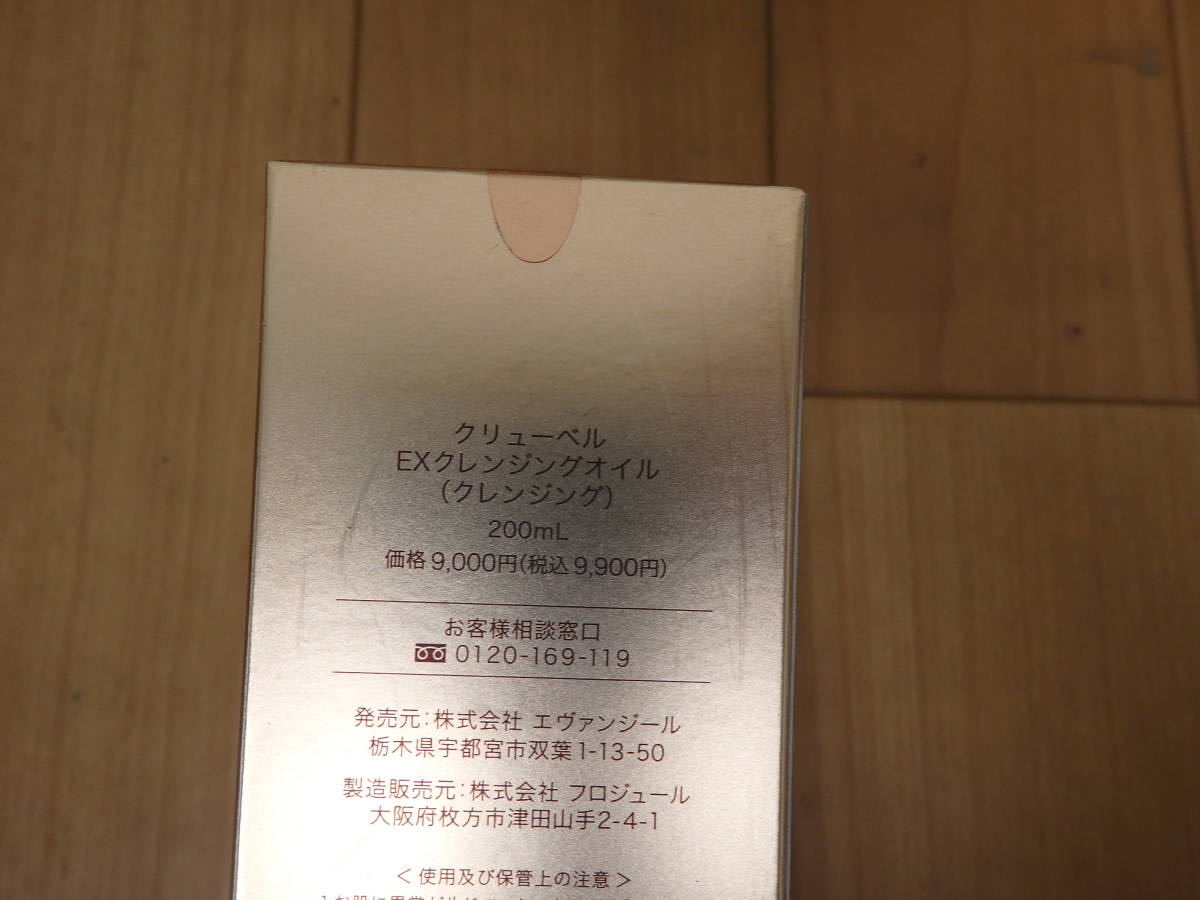 クリューベル
EXクレンジングオイル
(クレンジング)
200mL
価格9,000円(税込9,900円)
お客様相談窓口
0120-169-119
発売元:株式会社 エヴァンジール
栃木県宇都宮市双葉1-13-50
製造販売元:株式会社 フロジュール
大阪府枚方市津田山手2-4-1
＜使用及び保管上の注意＞